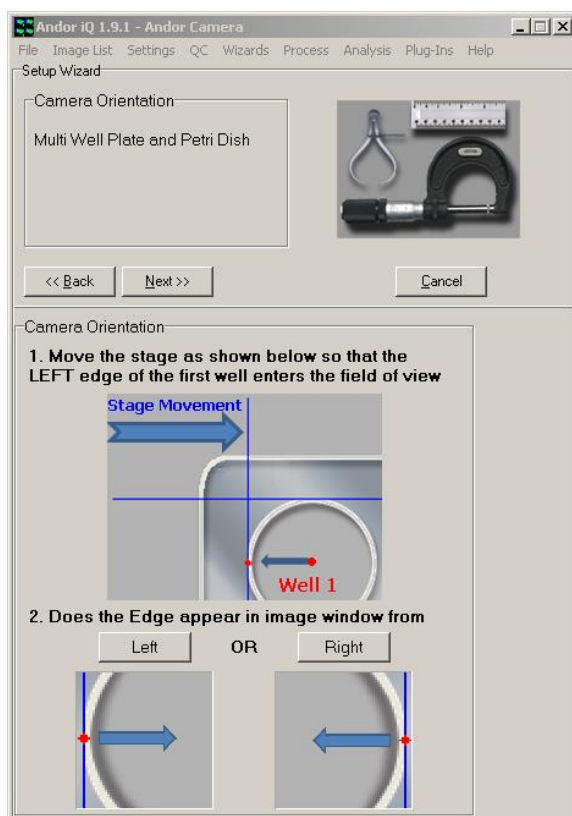 Andor iQ 1.9.1 - Andor Camera
File Image List Settings QC Wizards Process Analysis Plug-Ins Help
Setup Wizard
Camera Orientation
Multi Well Plate and Petri Dish
<< Back Next >> Cancel
Camera Orientation
1. Move the stage as shown below so that the
LEFT edge of the first well enters the field of view
Stage Movement
Well 1
2. Does the Edge appear in image window from
Left OR Right